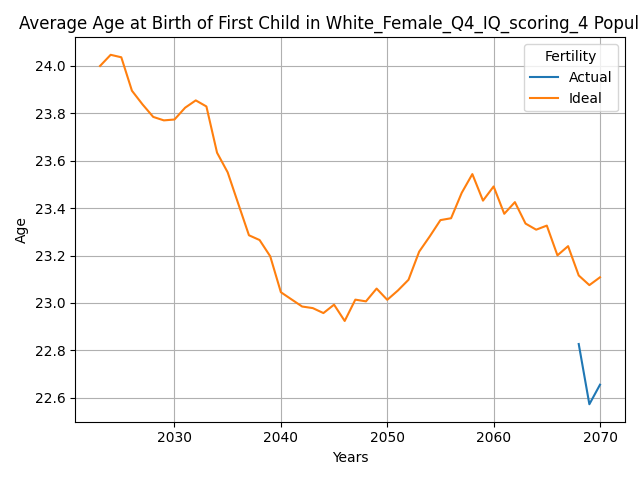 Average Age at Birth of First Child in White_Female_Q4_IQ_scoring_4 Popul
Fertility
Actual
Ideal
24.0
23.8
23.6
23.4
23.2
23.0
22.8
22.6
Age
2030 2040 2050 2060 2070
Years